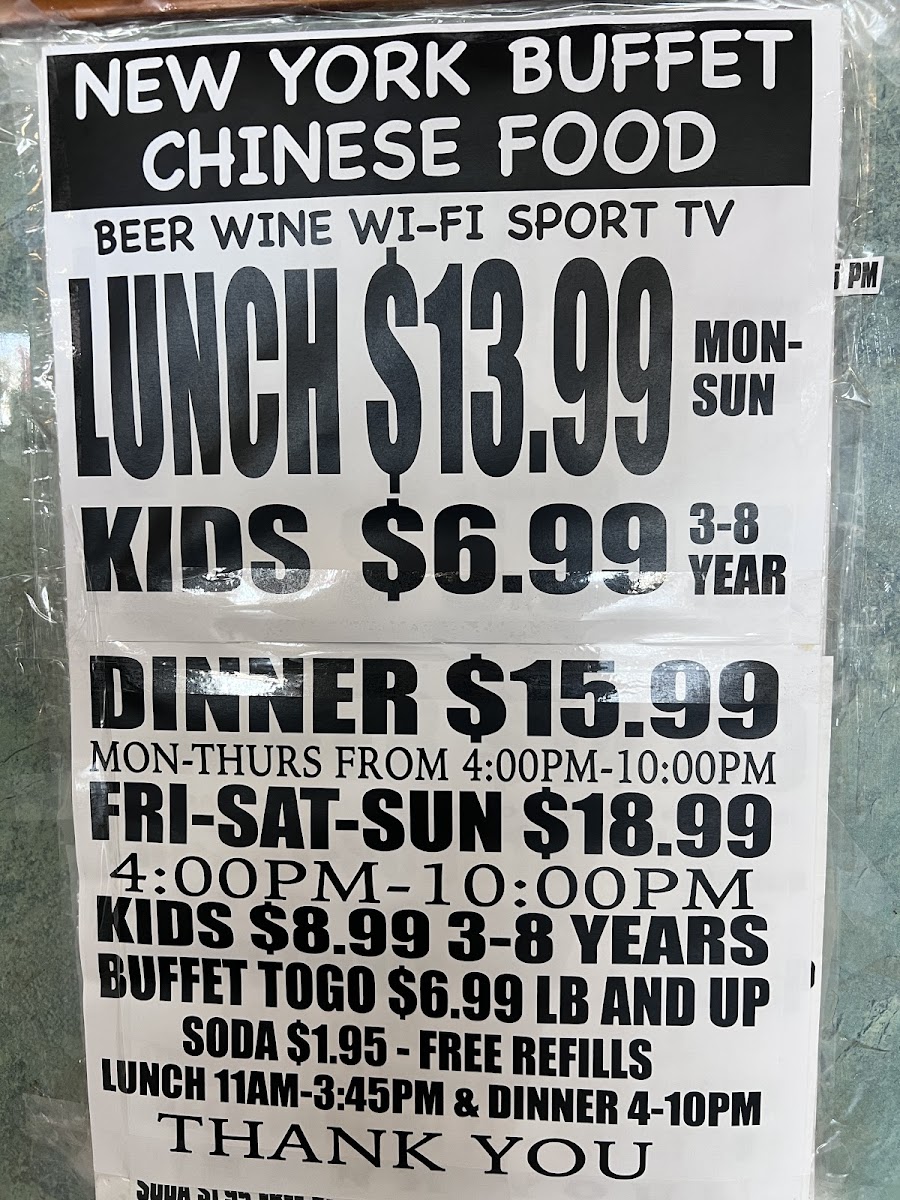 NEW YORK BUFFET
CHINESE FOOD
BEER WINE WI-FI SPORT TV
LUNCH $13.99 MON-
SUN
PM
KIDS $6.99 3-8
YEAR
DINNER $15.99
MON-THURS FROM 4:00PM-10:00PM
FRI-SAT-SUN $18.99
4:00PM-10:00PM
KIDS $8.99 3-8 YEARS
BUFFET TOGO $6.99 LB AND UP
SODA $1.95 - FREE REFILLS
LUNCH 11AM-3:45PM & DINNER 4-10PM
THANK YOU
SODA